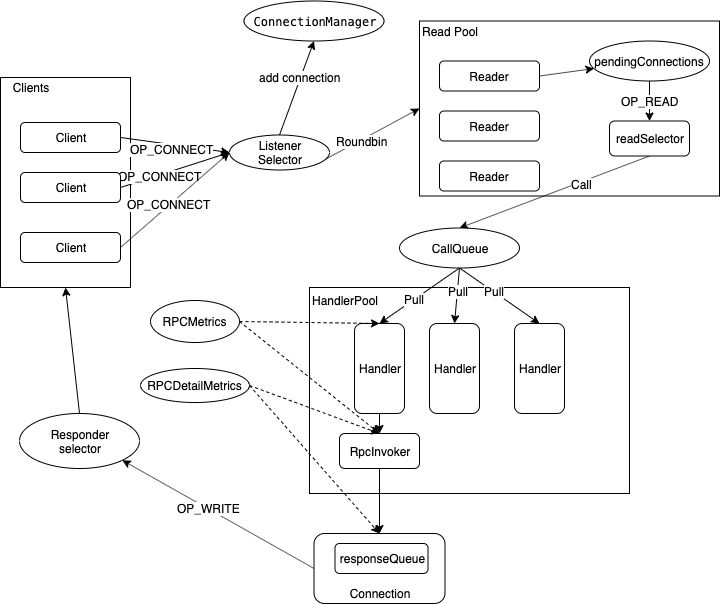 ConnectionManager
Read Pool
pendingConnections
Reader
add connection
Clients
OP_READ
Client
Reader
readSelector
OP_CONNECT
Listener
Selector
Roundbin
Client
OP_CONNECT
Reader
Call
OP_CONNECT
Client
CallQueue
HandlerPool
Pull
Pull
Pull
RPCMetrics
Handler
Handler
Handler
RPCDetailMetrics
Responder
selector
RpcInvoker
OP_WRITE
responseQueue
Connection